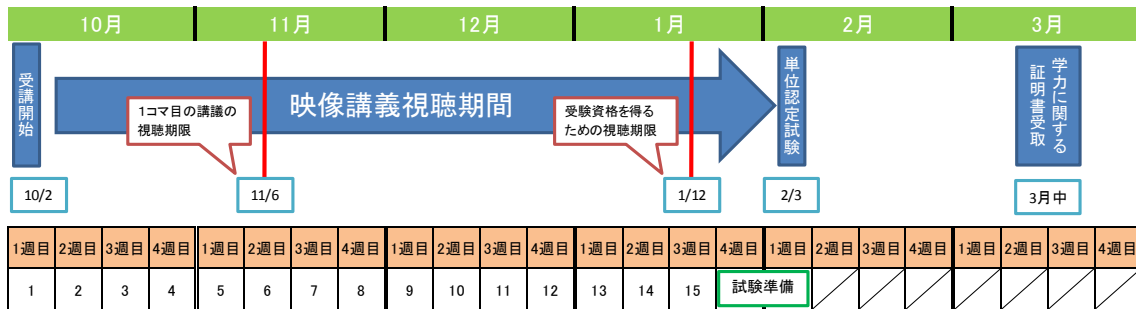 10月 11月 12月 1月 2月 3月
受講開始
1コマ目の講議の
視聴期限
映像講義視聴期間
受験資格を得る
ための視聴期限
単位認定試験
学力に関する
証明書受取
10/2 11/6 1/12 2/3 3月中
1週目 2週目 3週目 4週目 1週目 2週目 3週目 4週目 1週目 2週目 3週目 4週目 1週目 2週目 3週目 4週目 1週目 2週目 3週目 4週目 1週目 2週目 3週目 4週目
1 2 3 4 5 6 7 8 9 10 11 12 13 14 15 試験準備